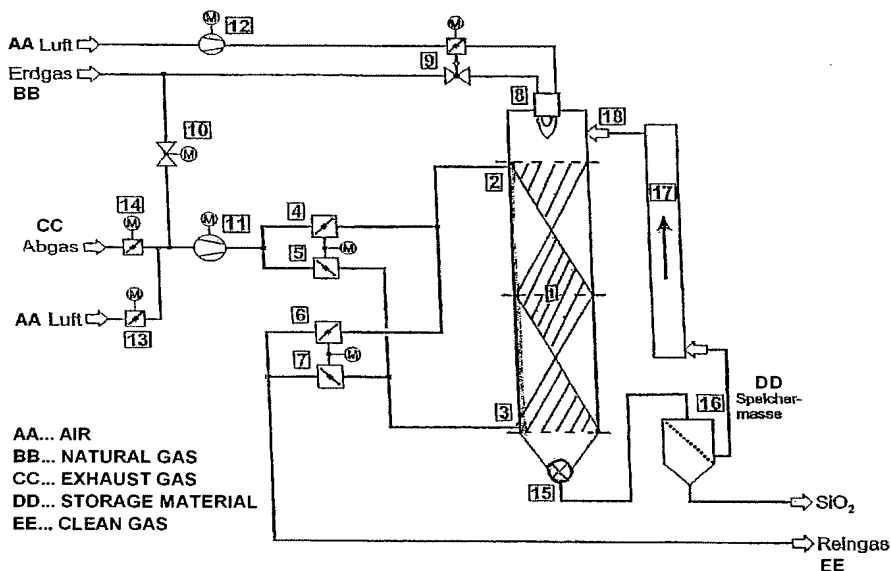 M
12
M
AA Luft
Erdgas
BB
9
8
18
10
M
2
17
14
M
M
4
CC
Abgas
11
M
5
1
M
6
AA Luft
13
7
M
3
DD
Speicher-
masse
16
AA... AIR
BB... NATURAL GAS
CC... EXHAUST GAS
DD... STORAGE MATERIAL
EE... CLEAN GAS
15
SiO₂
Reingas
EE